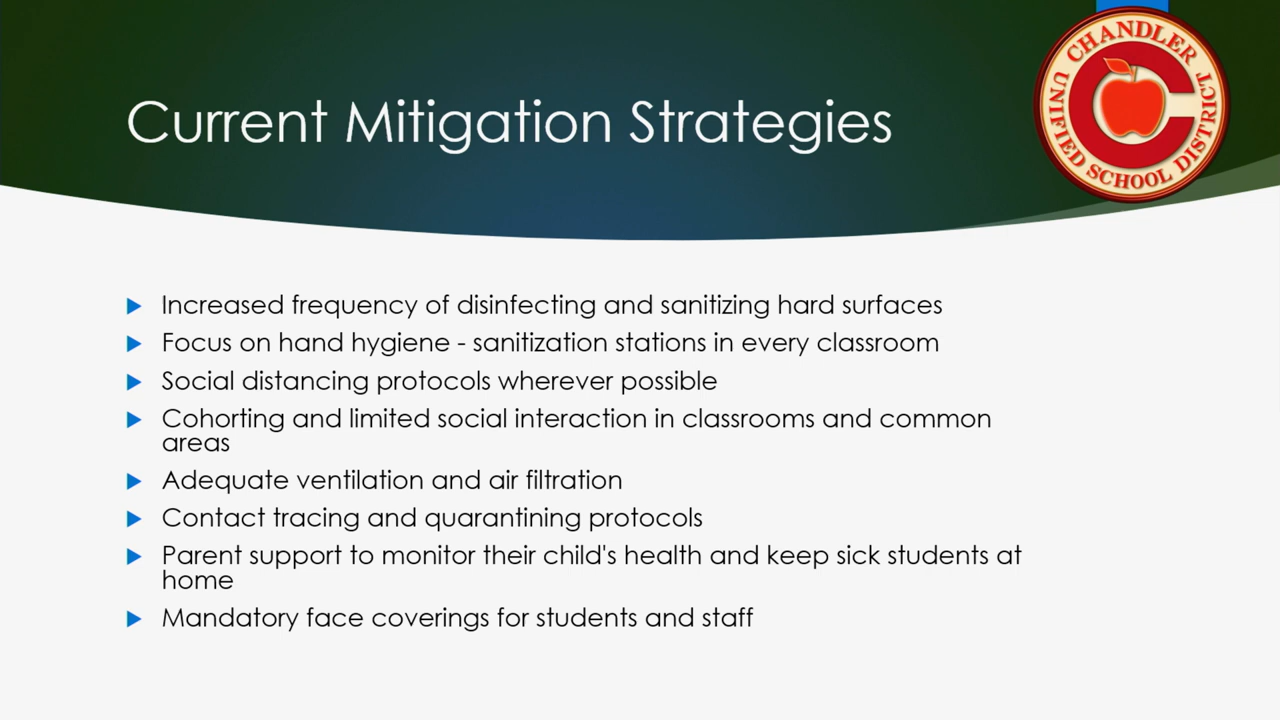 Current Mitigation Strategies
CHANDLER
UNIFIED SCHOOL DISTRICT
C
Increased frequency of disinfecting and sanitizing hard surfaces
Focus on hand hygiene - sanitization stations in every classroom
Social distancing protocols wherever possible
Cohorting and limited social interaction in classrooms and common
areas
Adequate ventilation and air filtration
Contact tracing and quarantining protocols
Parent support to monitor their child's health and keep sick students at
home
Mandatory face coverings for students and staff